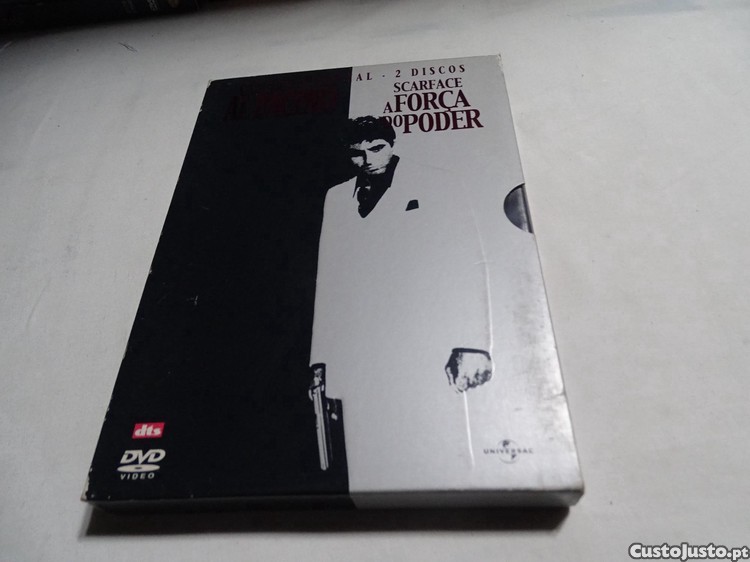 AL - 2 DISCOS
SCARFACE
A FORÇA
DO PODER
dts
DVD
VIDEO
UNIVERSAL
CustoJusto.pt